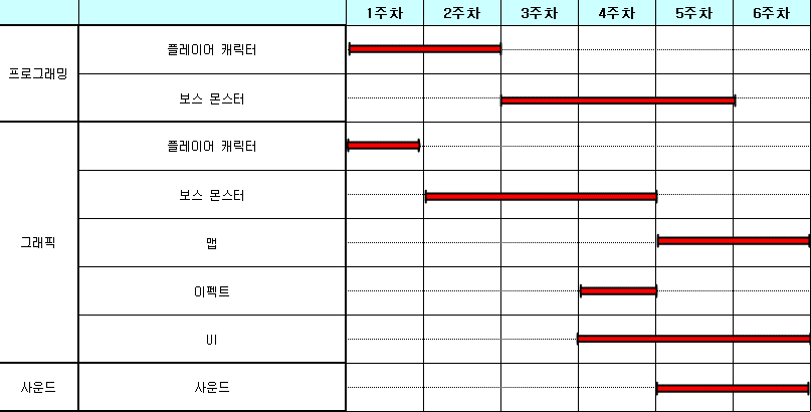 1주차 2주차 3주차 4주차 5주차 6주차
프로그래밍
플레이어 캐릭터
보스 몬스터
그래픽
플레이어 캐릭터
보스 몬스터
맵
이펙트
UI
사운드 사운드